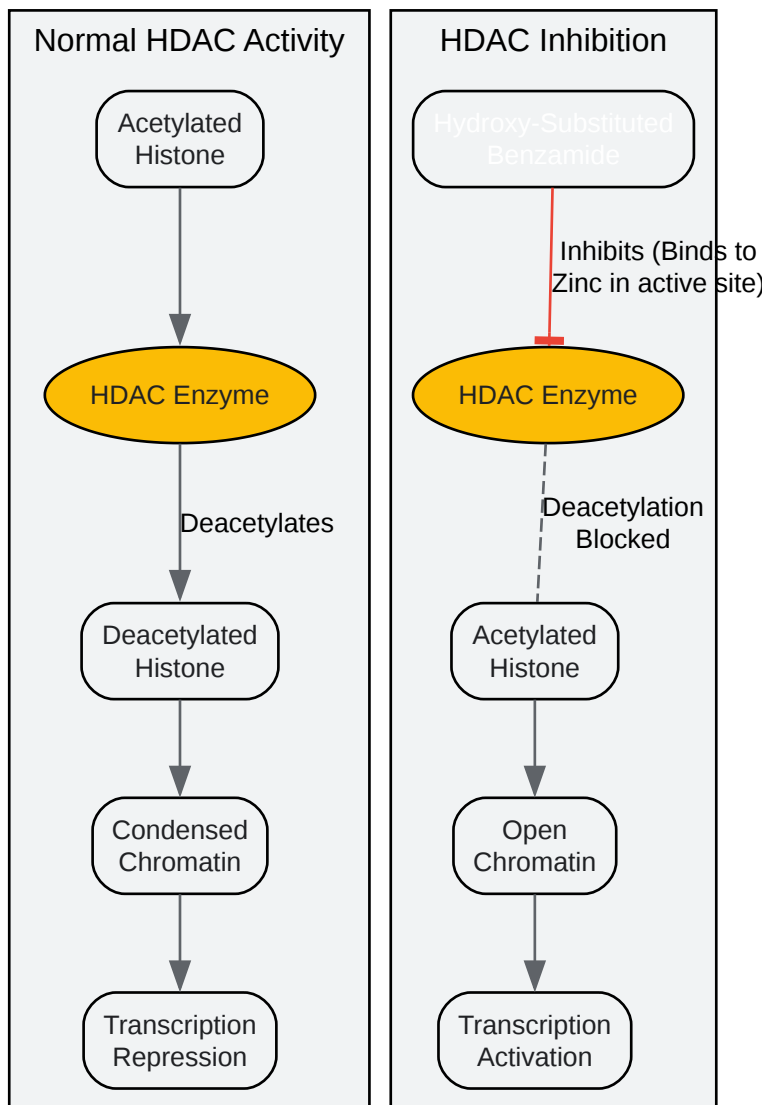 Normal HDAC Activity
Acetylated
Histone
HDAC Enzyme
Deacetylates
Deacetylated
Histone
Condensed
Chromatin
Transcription
Repression
HDAC Inhibition
Hydroxy-Substituted
Benzamide
Inhibits (Binds to
Zinc in active site)
HDAC Enzyme
Deacetylation
Blocked
Acetylated
Histone
Open
Chromatin
Transcription
Activation